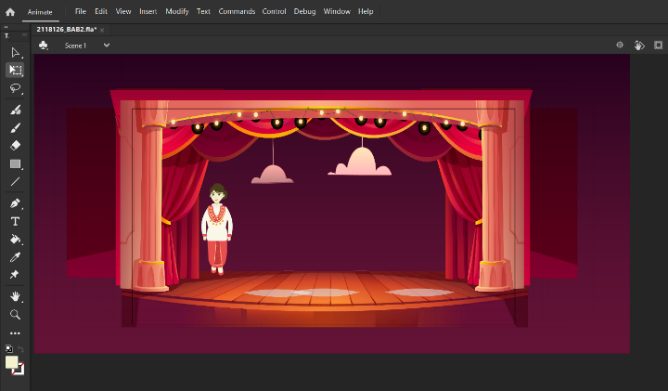 Animate File Edit View Insert Modify Text Commands Control Debug Window Help
2118126_BAB2.fla* ×
Scene 1
T